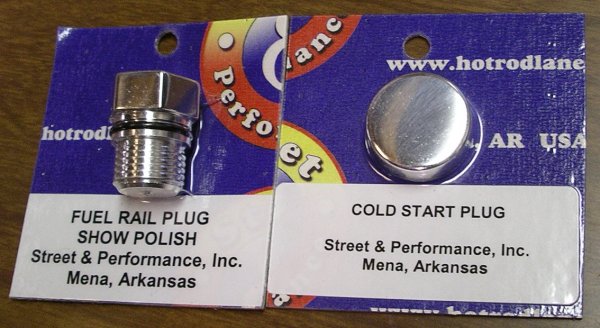 hotrodla
Perfo
FUEL RAIL PLUG
SHOW POLISH
Street & Performance, Inc.
Mena, Arkansas
www.hotrodlane
AR USA
COLD START PLUG
Street & Performance, Inc.
Mena, Arkansas